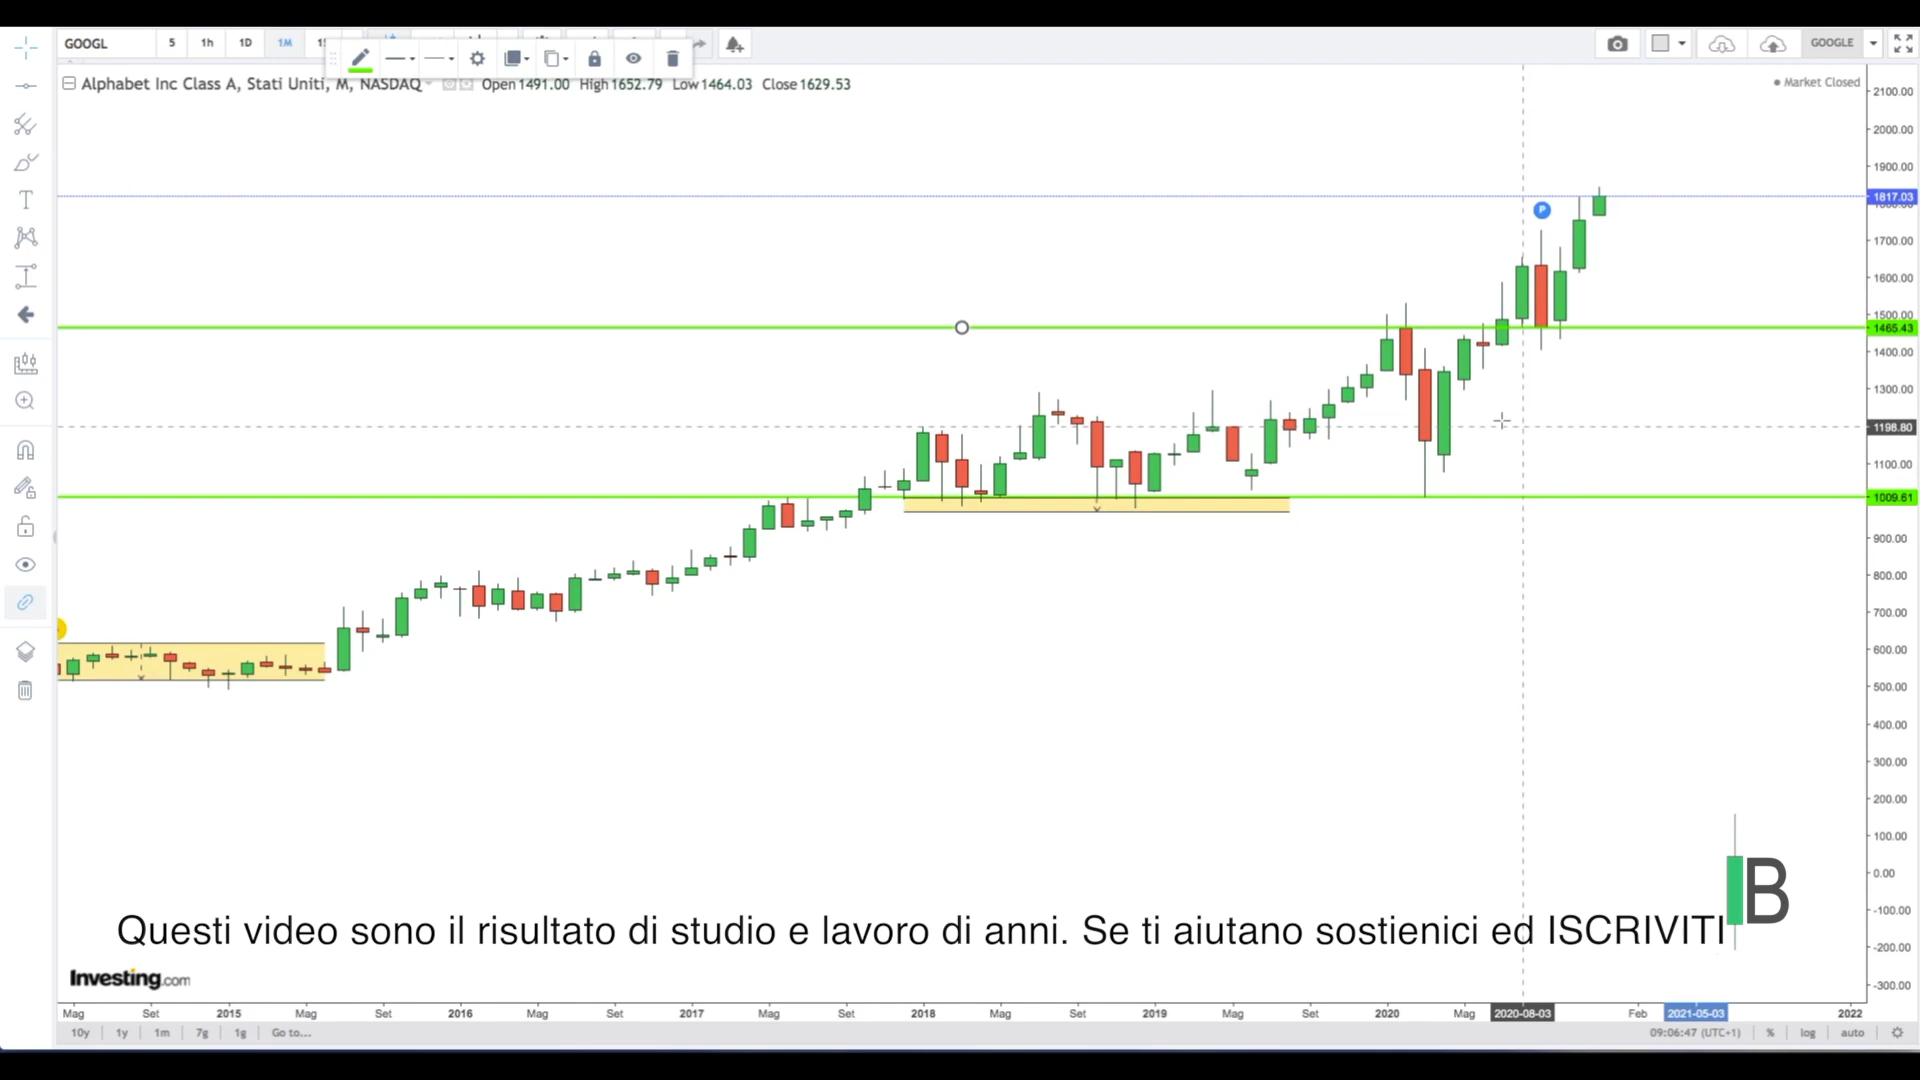 GOOGL 5 1h 1D 1M GOOGLE
Alphabet Inc Class A, Stati Uniti, M, NASDAQ Open 1491.00 High 1652.79 Low 1464.03 Close 1629.53
Market Closed
2100.00
2000.00
1900.00
1817.03
P
1700.00
1600.00
1500.00
1465.43
1400.00
1300.00
1198.80
1100.00
1009.61
900.00
800.00
700.00
600.00
500.00
400.00
300.00
200.00
100.00
0.00
-100.00
-200.00
-300.00
B
Questi video sono il risultato di studio e lavoro di anni. Se ti aiutano sostienici ed ISCRIVITI
Investing.com
Mag Set 2015 Mag Set 2016 Mag Set 2017 Mag Set 2018 Mag Set 2019 Mag Set 2020 Mag 2020-08-03 Feb 2021-05-03 2022
10y 1y 1m 7g 1g Go to... 09:06:47 (UTC+1) % log auto